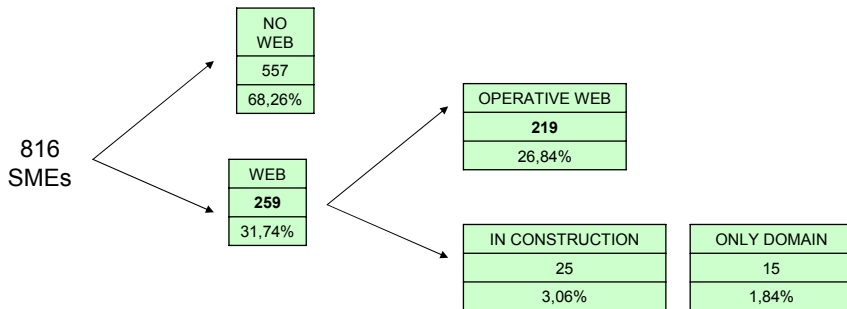 NO
WEB
557
68,26%
816
SMEs
WEB
259
31,74%
OPERATIVE WEB
219
26,84%
IN CONSTRUCTION
25
3,06%
ONLY DOMAIN
15
1,84%